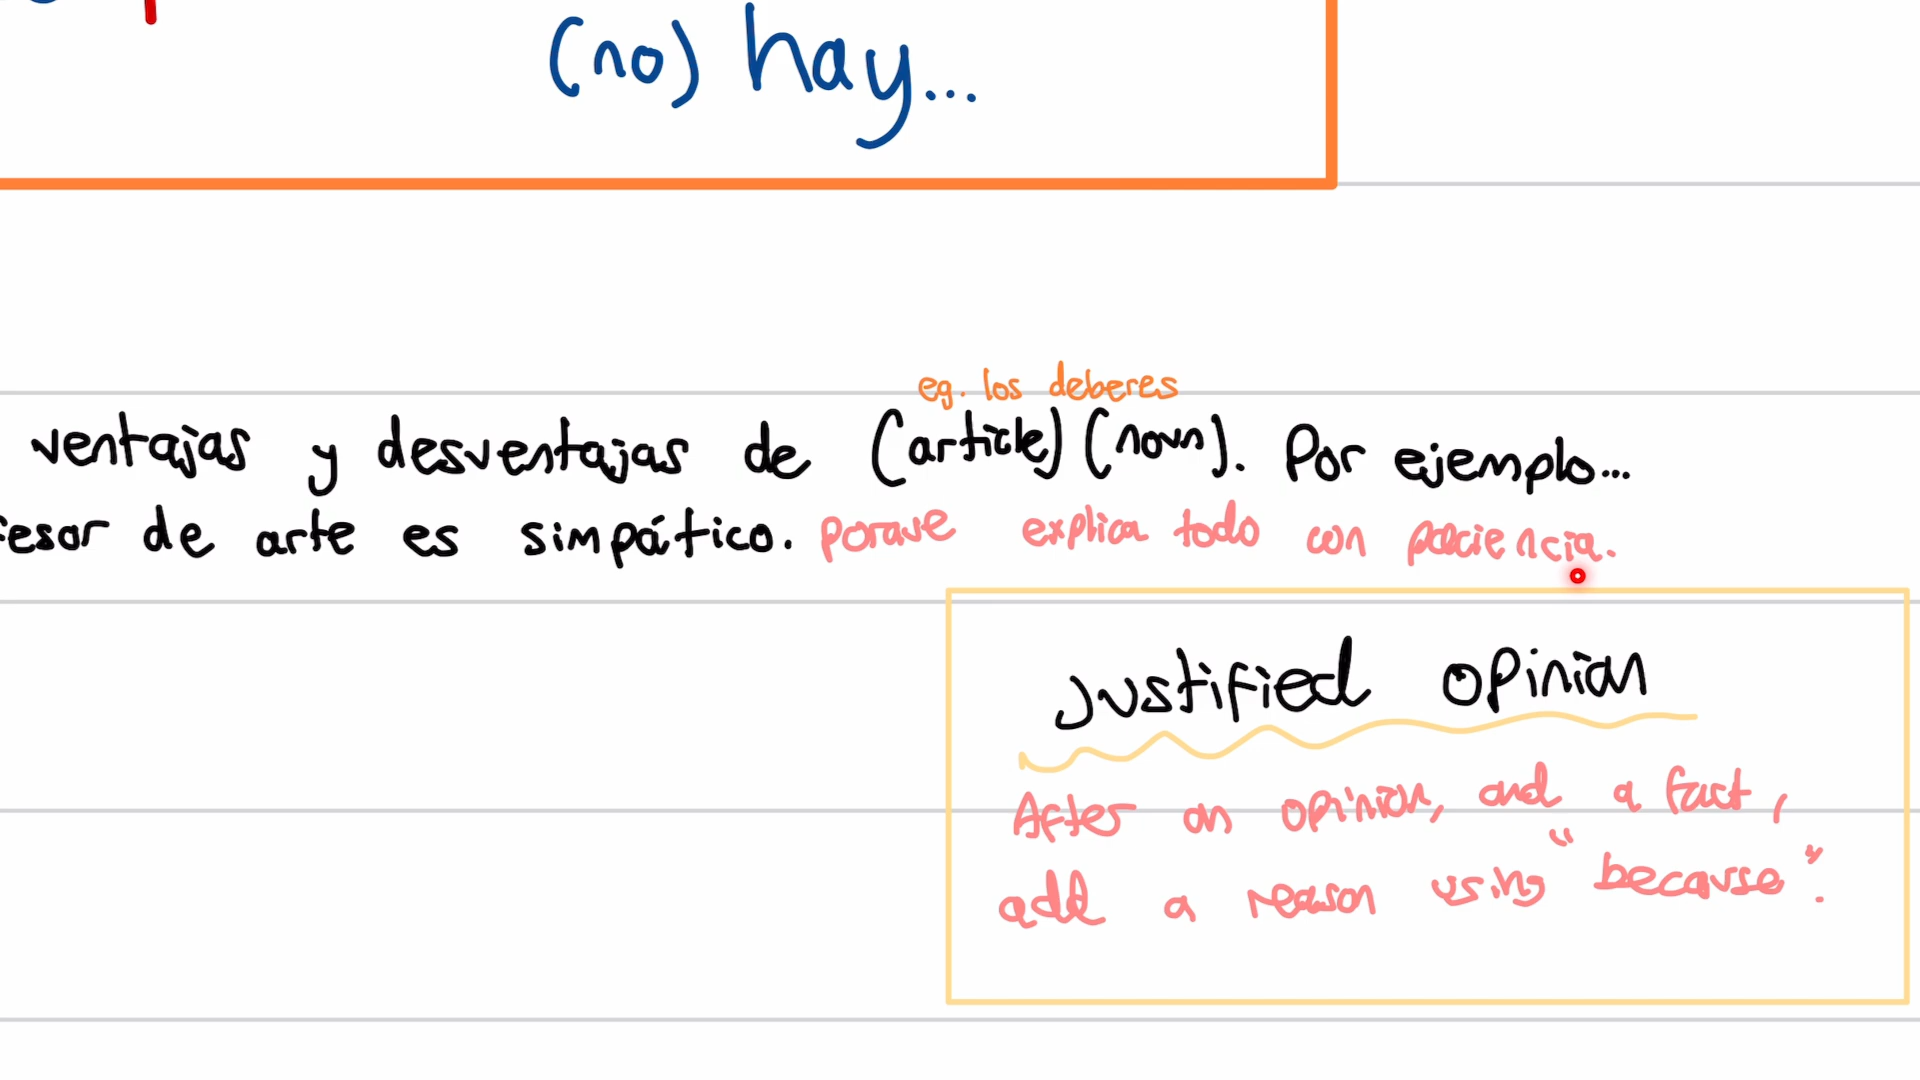 (no) hay...
eg. los deberes
ventajas y desventajas de (article) (noun). Por ejemplo...
fesor de arte es simpático. porque explica todo con paciencia.
Justified opinion
After an opinion, and a fact,
add a reason using "because".